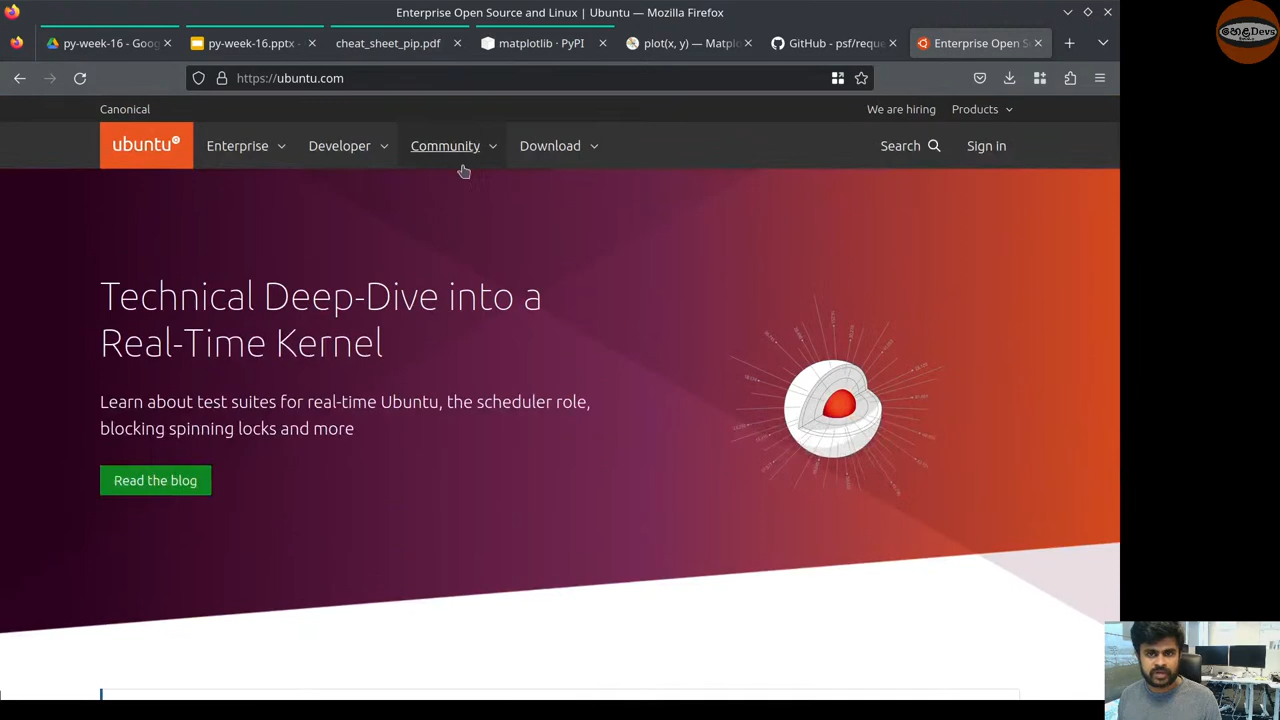 Enterprise Open Source and Linux | Ubuntu — Mozilla Firefox
py-week-16 - Goog
py-week-16.pptx -
cheat_sheet_pip.pdf
matplotlib · PyPI
plot(x, y) — Matplo
GitHub - psf/reque
Enterprise Open S
https://ubuntu.com
Canonical
We are hiring
Products
ubuntu
Enterprise
Developer
Community
Download
Search
Sign in
Technical Deep-Dive into a
Real-Time Kernel
Learn about test suites for real-time Ubuntu, the scheduler role,
blocking spinning locks and more
Read the blog
හෙළDevs